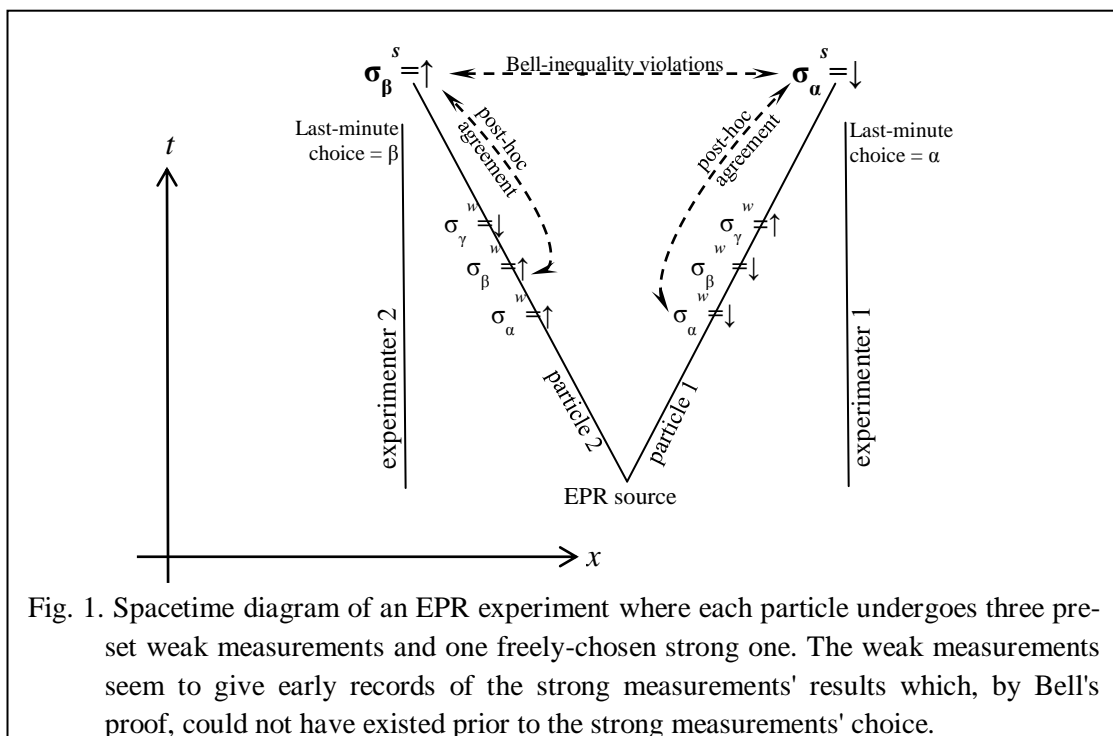 σβs=↑
Bell-inequality violations
σαs=↓
Last-minute
choice = β
post-hoc
agreement
post-hoc
agreement
Last-minute
choice = α
t
σγw=↓
σβw=↑
σαw=↑
σγw=↑
σβw=↓
σαw=↓
experimenter 2
particle 2
particle 1
experimenter 1
EPR source
x
Fig. 1. Spacetime diagram of an EPR experiment where each particle undergoes three pre-
set weak measurements and one freely-chosen strong one. The weak measurements
seem to give early records of the strong measurements' results which, by Bell's
proof, could not have existed prior to the strong measurements' choice.